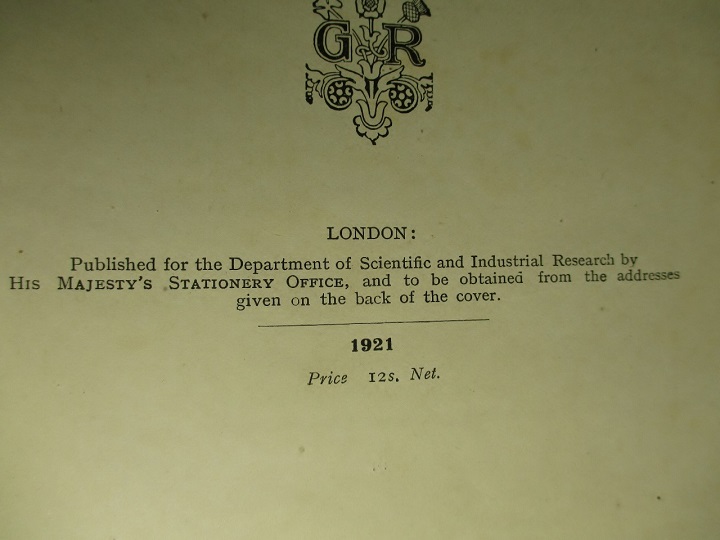 G R
LONDON:
Published for the Department of Scientific and Industrial Research by
HIS MAJESTY'S STATIONERY OFFICE, and to be obtained from the addresses
given on the back of the cover.
1921
Price 12s. Net.